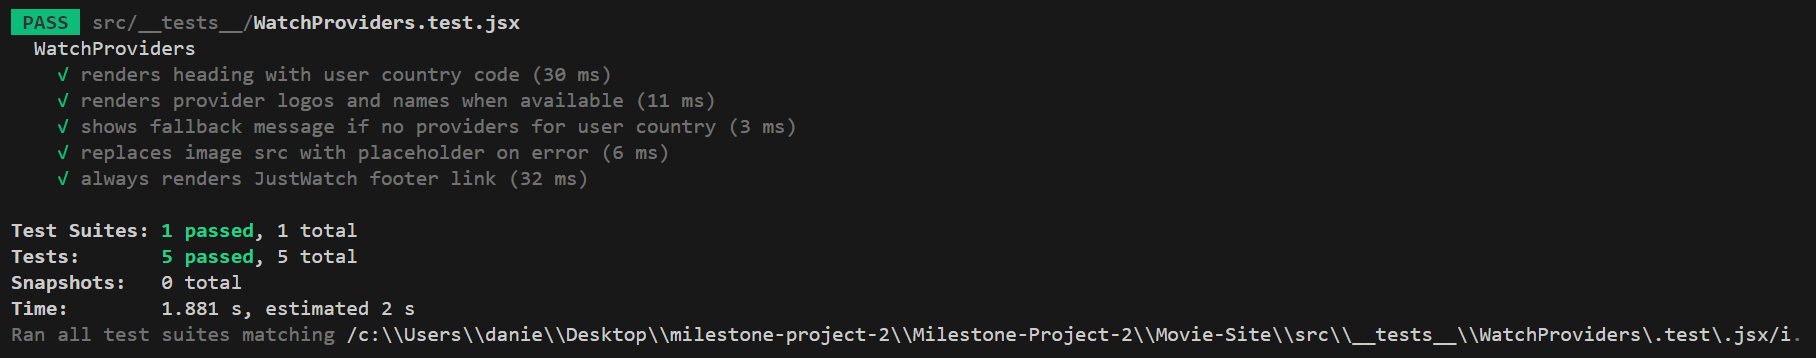 PASS src/__tests__/WatchProviders.test.jsx
WatchProviders
√ renders heading with user country code (30 ms)
√ renders provider logos and names when available (11 ms)
√ shows fallback message if no providers for user country (3 ms)
√ replaces image src with placeholder on error (6 ms)
√ always renders JustWatch footer link (32 ms)
Test Suites: 1 passed, 1 total
Tests: 5 passed, 5 total
Snapshots: 0 total
Time: 1.881 s, estimated 2 s
Ran all test suites matching /c:\\Users\\danie\\Desktop\\milestone-project-2\\Milestone-Project-2\\Movie-Site\\src\\__tests__\\WatchProviders\.test\.jsx/i.